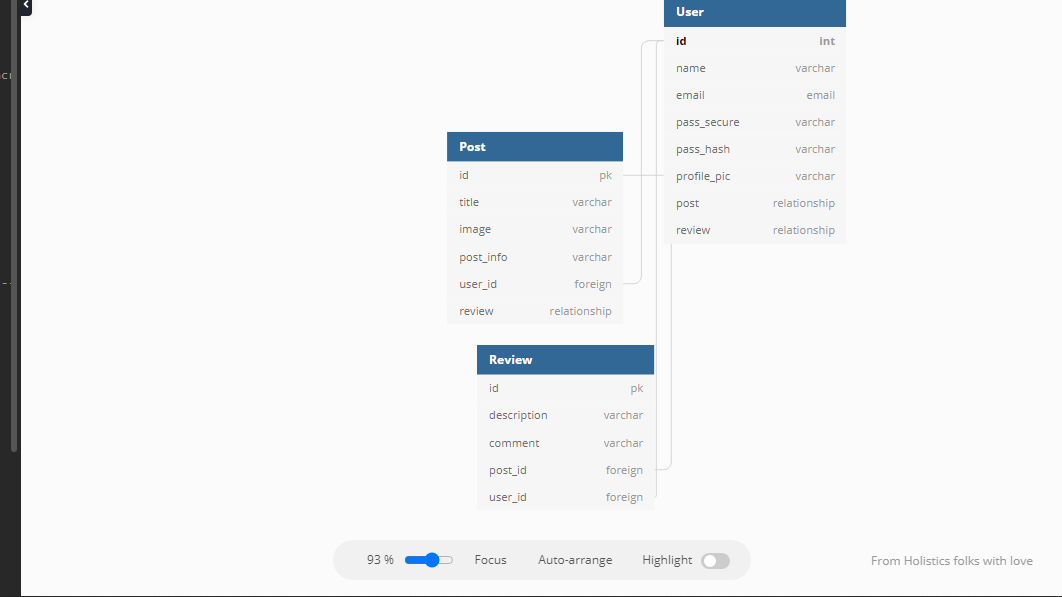 User
id int
name varchar
email email
pass_secure varchar
pass_hash varchar
profile_pic varchar
post relationship
review relationship
Post
id pk
title varchar
image varchar
post_info varchar
user_id foreign
review relationship
Review
id pk
description varchar
comment varchar
post_id foreign
user_id foreign
93 % Focus Auto-arrange Highlight
From Holistics folks with love